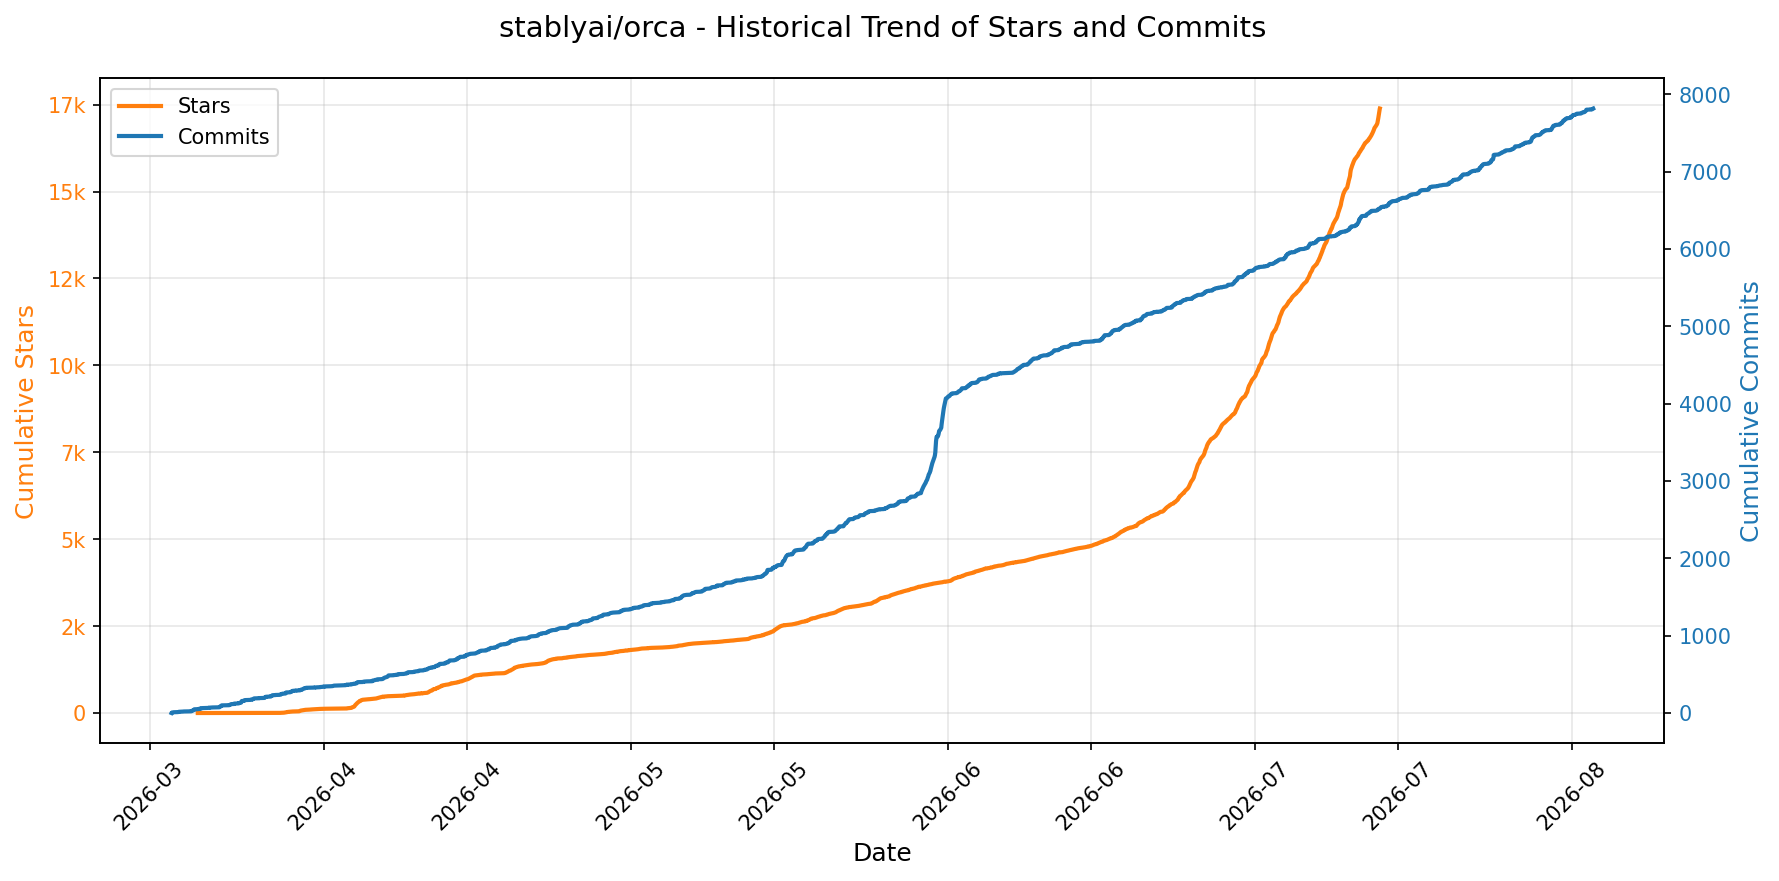 stablyai/orca - Historical Trend of Stars and Commits
Stars
Commits
17k
15k
12k
10k
7k
5k
2k
0
Cumulative Stars
8000
7000
6000
5000
4000
3000
2000
1000
0
Cumulative Commits
2026-03
2026-04
2026-04
2026-05
2026-05
2026-06
2026-06
2026-07
2026-07
2026-08
Date